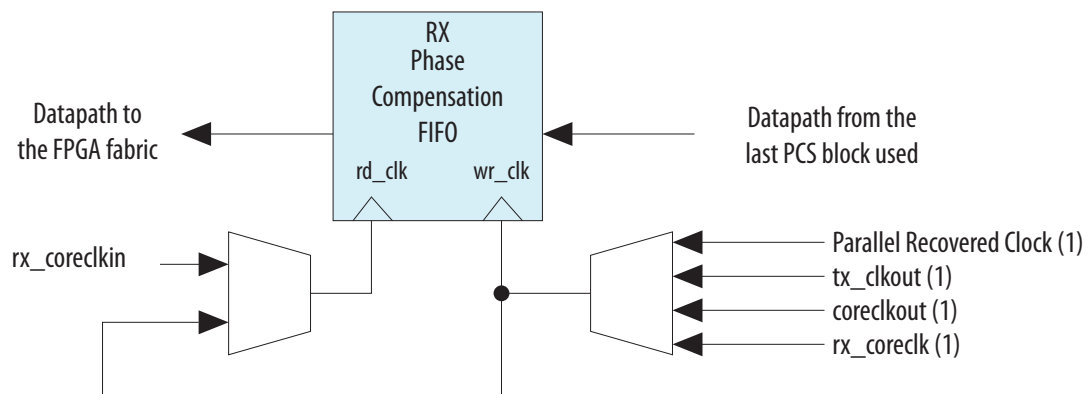 RX
Phase
Compensation
FIFO
Datapath to
the FPGA fabric
Datapath from the
last PCS block used
rd_clk
wr_clk
rx_coreclkin
Parallel Recovered Clock (1)
tx_clkout (1)
coreclkout (1)
rx_coreclk (1)